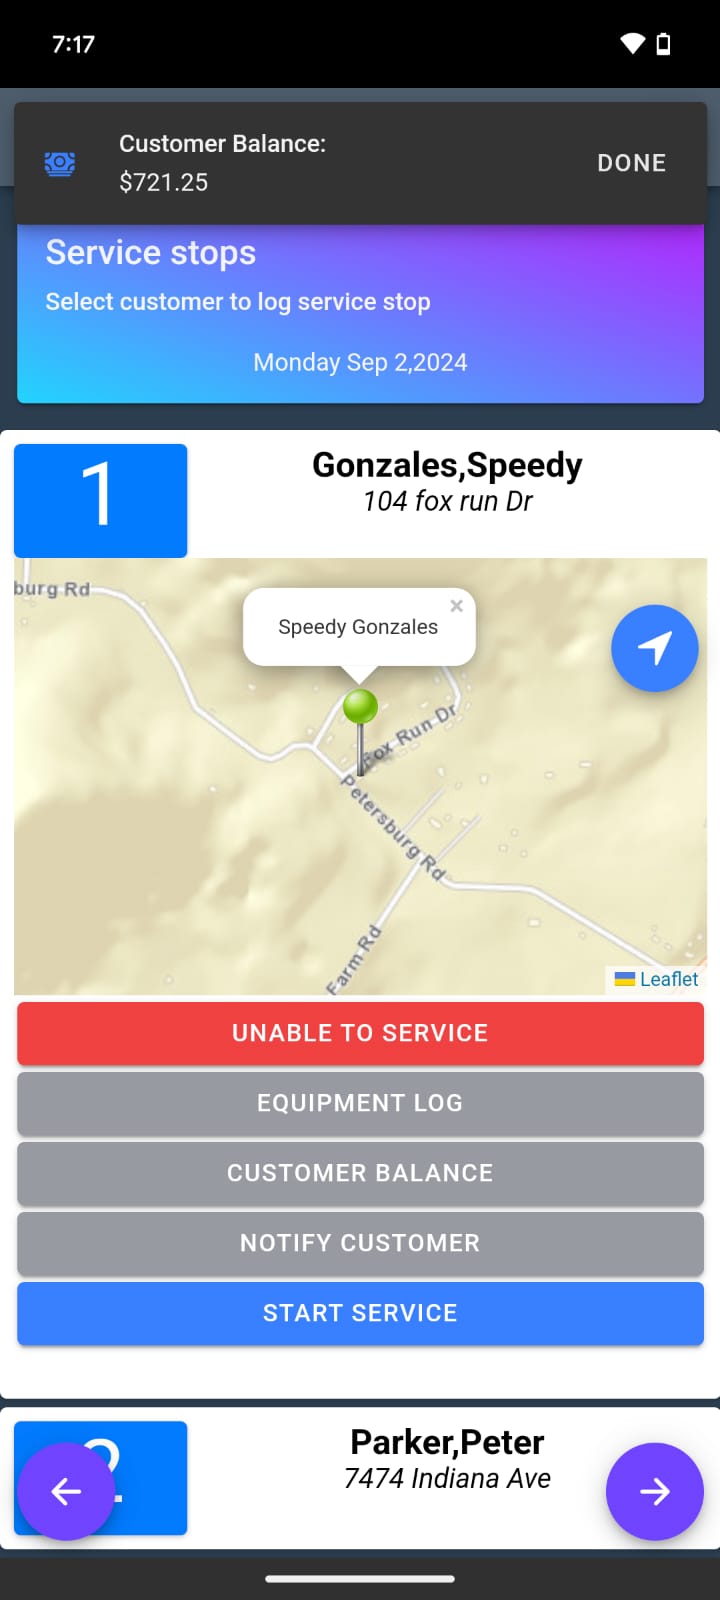 7:17
Customer Balance:
$721.25
DONE
Service stops
Select customer to log service stop
Monday Sep 2,2024
1
Gonzales,Speedy
104 fox run Dr
burg Rd
×
Speedy Gonzales
Fox Run Dr
Petersburg Rd
Farm Rd
Leaflet
UNABLE TO SERVICE
EQUIPMENT LOG
CUSTOMER BALANCE
NOTIFY CUSTOMER
START SERVICE
2
Parker,Peter
7474 Indiana Ave